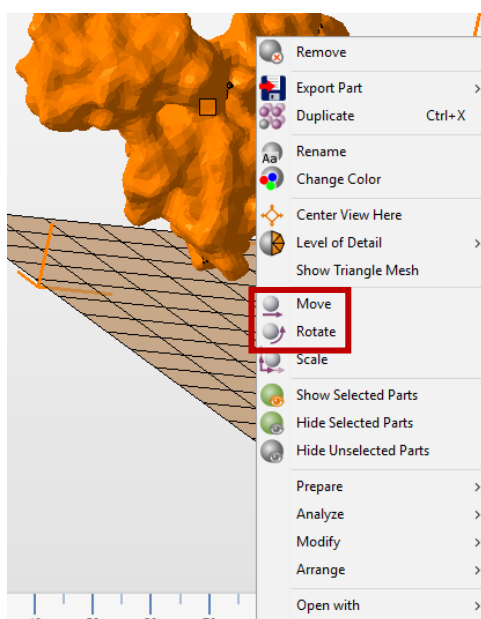 Remove
Export Part
Duplicate Ctrl+X
Aa Rename
Change Color
Center View Here
Level of Detail
Show Triangle Mesh
Move
Rotate
Scale
Show Selected Parts
Hide Selected Parts
Hide Unselected Parts
Prepare
Analyze
Modify
Arrange
Open with